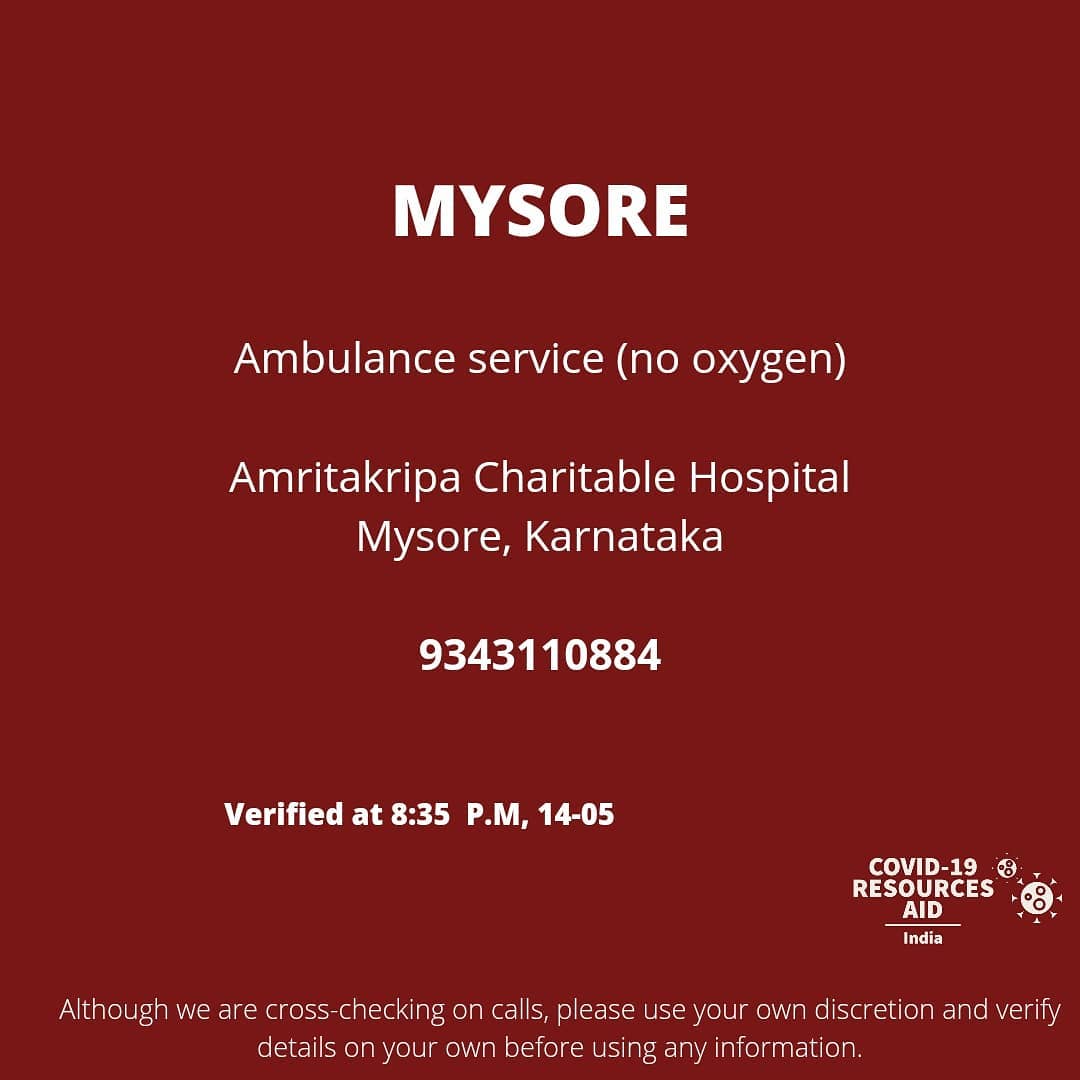 MYSORE
Ambulance service (no oxygen)
Amritakripa Charitable Hospital
Mysore, Karnataka
9343110884
Verified at 8:35  P.M, 14-05
COVID-19
RESOURCES
AID
India
Although we are cross-checking on calls, please use your own discretion and verify
details on your own before using any information.